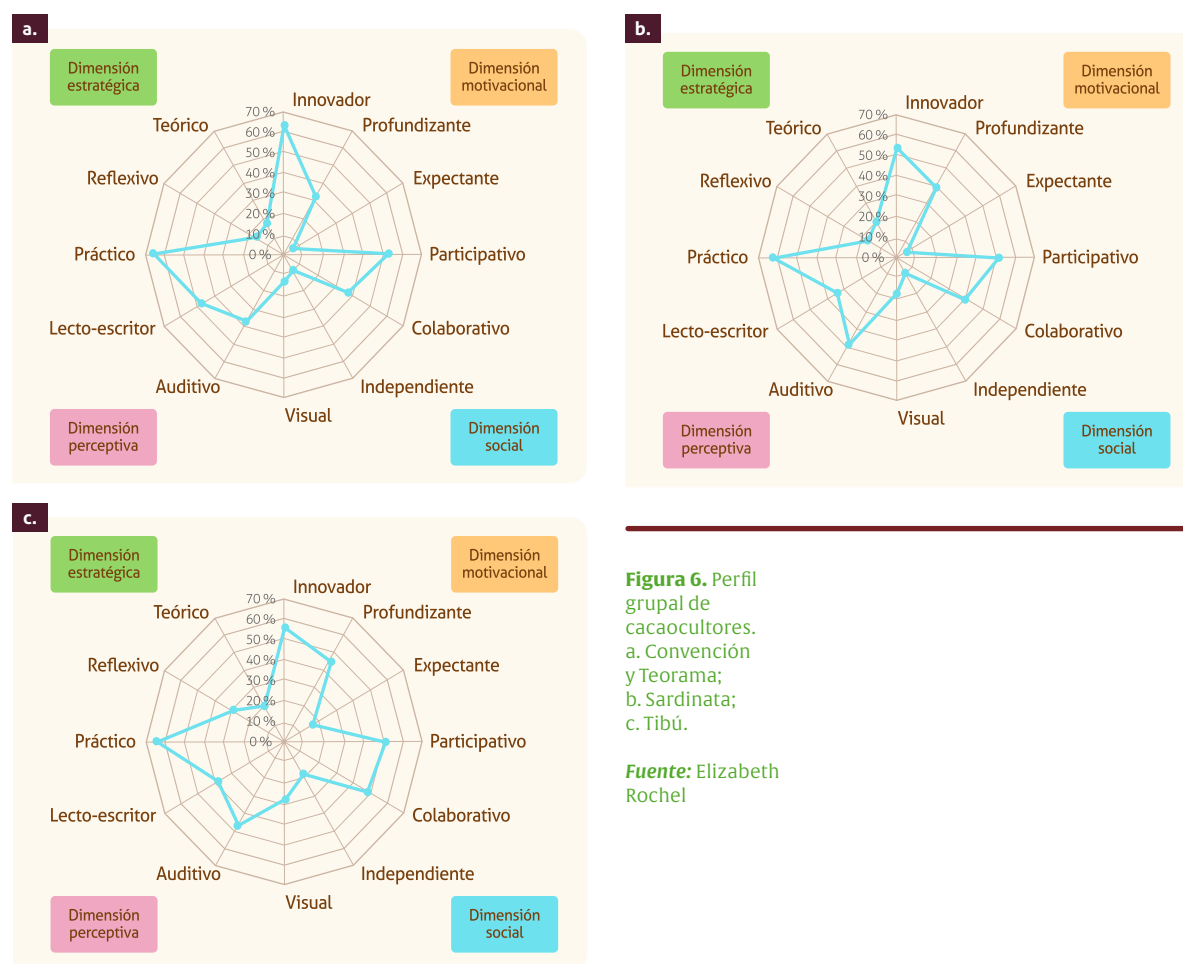 a.
Dimensión
estratégica
Dimensión
motivacional
Innovador
Profundizante
Expectante
Participativo
Colaborativo
Independiente
Visual
Auditivo
Lecto-escritor
Práctico
Reflexivo
Teórico
70 %
60 %
50 %
40 %
30 %
20 %
10 %
0 %
Dimensión
perceptiva
Dimensión
social
b.
Dimensión
estratégica
Dimensión
motivacional
Innovador
Profundizante
Expectante
Participativo
Colaborativo
Independiente
Visual
Auditivo
Lecto-escritor
Práctico
Reflexivo
Teórico
70 %
60 %
50 %
40 %
30 %
20 %
10 %
0 %
Dimensión
perceptiva
Dimensión
social
c.
Dimensión
estratégica
Dimensión
motivacional
Innovador
Profundizante
Expectante
Participativo
Colaborativo
Independiente
Visual
Auditivo
Lecto-escritor
Práctico
Reflexivo
Teórico
70 %
60 %
50 %
40 %
30 %
20 %
10 %
0 %
Dimensión
perceptiva
Dimensión
social
Figura 6. Perfil
grupal de
cacaocultores.
a. Convención
y Teorama;
b. Sardinata;
c. Tibú.
Fuente: Elizabeth
Rochel